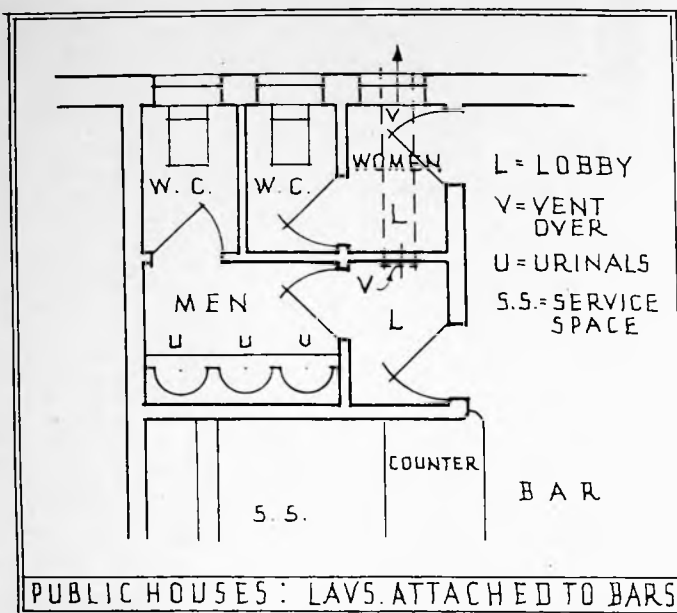 V
WOMEN
W. C.
W. C.
L
V
MEN
L
U U U
COUNTER
S. S.
BAR
L = LOBBY
V = VENT
OVER
U = URINALS
S.S. = SERVICE
SPACE
PUBLIC HOUSES : LAVS. ATTACHED TO BARS